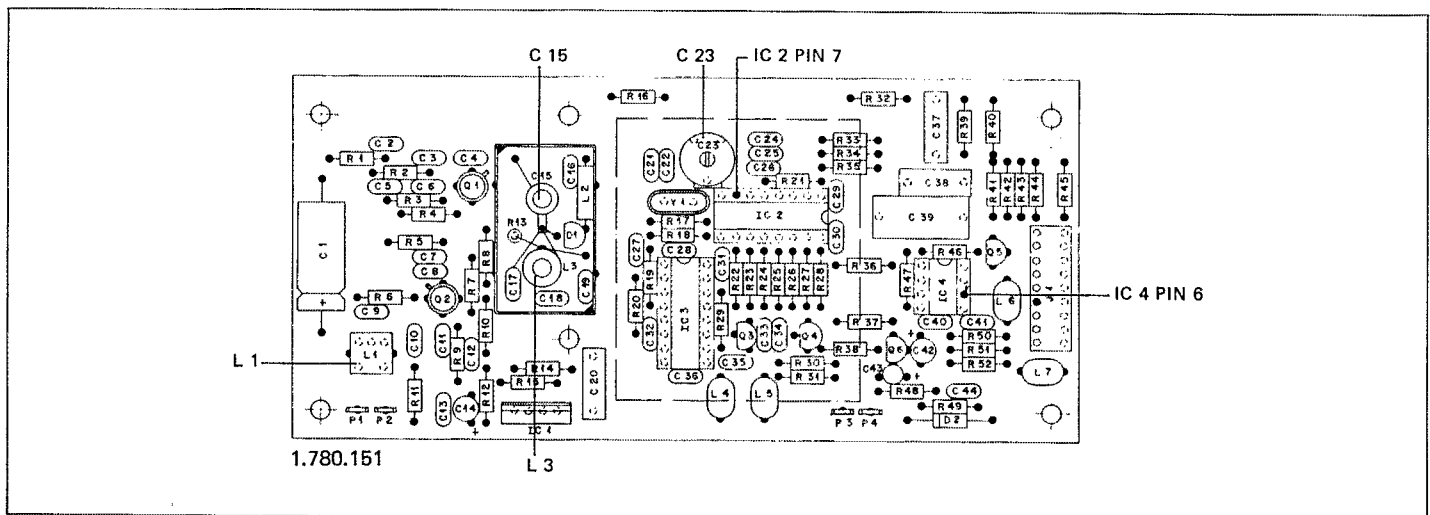 C 15
C 23
IC 2 PIN 7
R 16
R 32
C 37
R 39
R 40
C 2
R 1
C 3
C 4
R 2
C 5
C 6
Q 1
R 3
R 4
C 1
R 5
C 7
C 8
R 8
R 7
R 6
Q 2
C 9
R 10
L 1
C 10
C 11
R 9
C 12
R 11
R 12
C 13
C 14
P 1
P 2
C 15
C 16
L 2
R13
D1
L 3
C 17
C 18
C 19
R 14
R 15
C 20
IC 1
C 21
C 22
C 23
C 24
C 25
C 26
R 33
R 34
R 35
R 21
C 29
Y 1
R 17
R 18
IC 2
C 30
C 27
C 28
R 19
R 20
C 31
C 32
IC 3
R 22
R 23
R 24
R 25
R 26
R 27
R 28
R 29
R 36
Q 3
C 33
C 34
Q 4
R 37
R 38
C 35
C 36
R 30
R 31
L 4
L 5
C 38
C 39
R 41
R 42
R 43
R 44
R 45
R 46
Q 5
R 47
IC 4
L 6
C 40
C 41
Q 6
C 42
R 50
R 51
R 52
C 43
R 48
C 44
L 7
R 49
D 2
P 3
P 4
IC 4 PIN 6
L 1
1.780.151
L 3